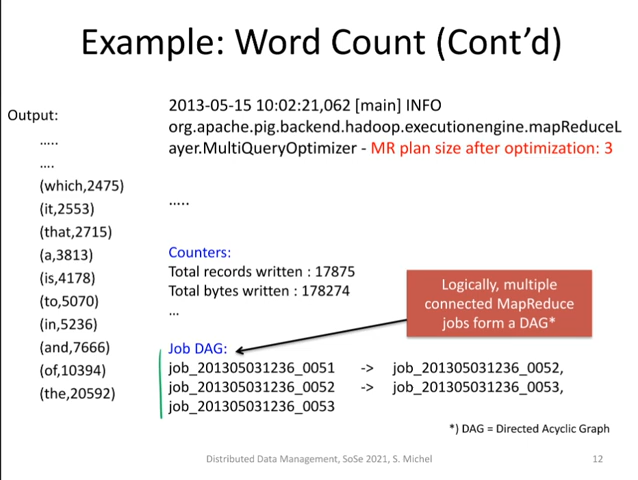 Example: Word Count (Cont'd)
Output:
.....
....
(which,2475)
(it,2553)
(that,2715)
(a,3813)
(is,4178)
(to,5070)
(in,5236)
(and,7666)
(of,10394)
(the,20592)
2013-05-15 10:02:21,062 [main] INFO
org.apache.pig.backend.hadoop.executionengine.mapReduceL
ayer.MultiQueryOptimizer - MR plan size after optimization: 3
.....
Counters:
Total records written : 17875
Total bytes written : 178274
...
Logically, multiple
connected MapReduce
jobs form a DAG*
Job DAG:
job_201305031236_0051 -> job_201305031236_0052,
job_201305031236_0052 -> job_201305031236_0053,
job_201305031236_0053
*) DAG = Directed Acyclic Graph
Distributed Data Management, SoSe 2021, S. Michel 12